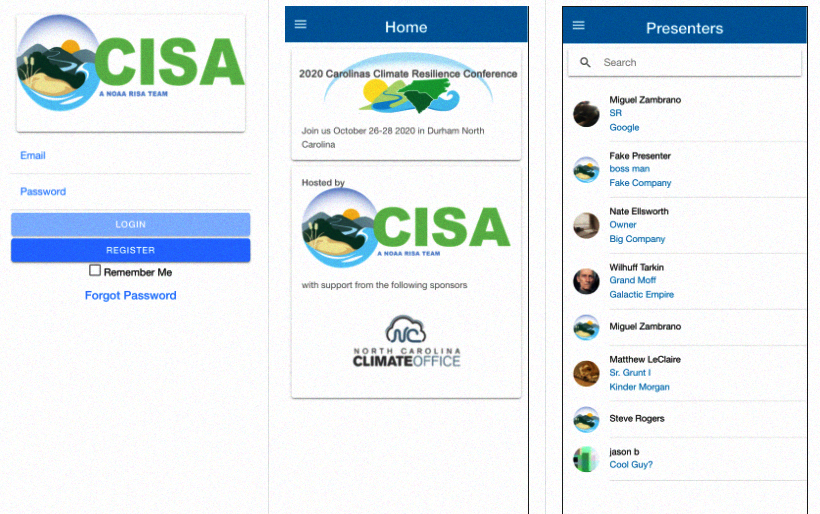 CISA
A NOAA RISA TEAM
Email
Password
LOGIN
REGISTER
Remember Me
Forgot Password
Home
2020 Carolinas Climate Resilience Conference
Join us October 26-28 2020 in Durham North
Carolina
Hosted by
CISA
A NOAA RISA TEAM
with support from the following sponsors
NC
NORTH CAROLINA
CLIMATEOFFICE
Presenters
Search
Miguel Zambrano
SR
Google
Fake Presenter
boss man
Fake Company
Nate Ellsworth
Owner
Big Company
Wilhuff Tarkin
Grand Moff
Galactic Empire
Miguel Zambrano
Matthew LeClaire
Sr. Grunt I
Kinder Morgan
Steve Rogers
jason b
Cool Guy?